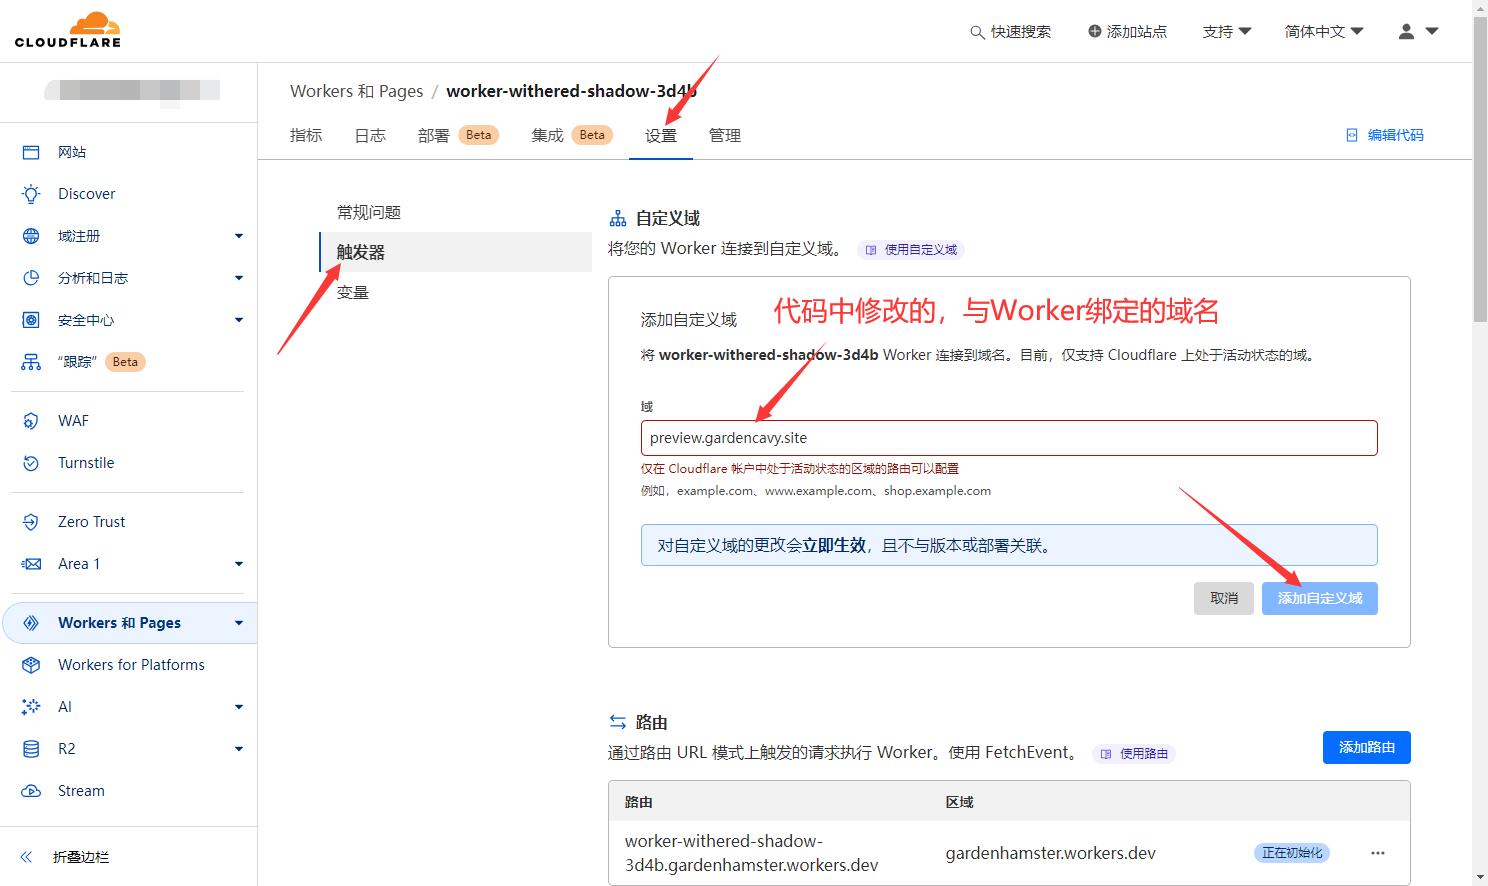 CLOUDFLARE
快速搜索
添加站点
支持
简体中文
网站
Discover
域注册
分析和日志
安全中心
“跟踪” Beta
WAF
Turnstile
Zero Trust
Area 1
Workers 和 Pages
Workers for Platforms
AI
R2
Stream
折叠边栏
Workers 和 Pages / worker-withered-shadow-3d4b
指标 日志 部署 Beta 集成 Beta 设置 管理
编辑代码
常规问题
触发器
变量
自定义域
将您的 Worker 连接到自定义域。 使用自定义域
添加自定义域
代码中修改的，与Worker绑定的域名
将 worker-withered-shadow-3d4b Worker 连接到域名。目前，仅支持 Cloudflare 上处于活动状态的域。
域
preview.gardencavy.site
仅在 Cloudflare 帐户中处于活动状态的区域的路由可以配置
例如，example.com、www.example.com、shop.example.com
对自定义域的更改会立即生效，且不与版本或部署关联。
取消
添加自定义域
路由
通过路由 URL 模式上触发的请求执行 Worker。使用 FetchEvent。 使用路由
添加路由
路由 区域
worker-withered-shadow-
3d4b.gardenhamster.workers.dev
gardenhamster.workers.dev
正在初始化